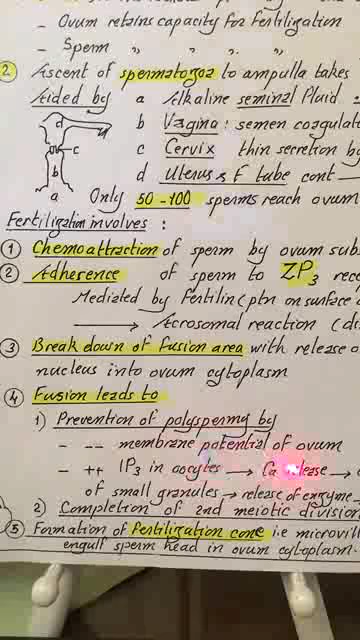 – Ovum retains capacity for fertilization
– Sperm " " " "
② Ascent of spermatozoa to ampulla takes
Aided by a Alkaline seminal fluid
d b Vagina: semen coagulat
c c Cervix thin secretion by
b d Uterus & F tube cont
a Only 50-100 sperms reach ovum
Fertilization involves:
① Chemoattraction of sperm by ovum subs
② Adherence of sperm to ZP3 rece
Mediated by Fertilin (ptn on surface
→ Acrosomal reaction (di
③ Break down of fusion area with release o
nucleus into ovum cytoplasm
④ Fusion leads to
1) Prevention of polyspermy by
– -- membrane potential of ovum
– ++ IP3 in oocytes → Ca release →
of small granules → release of enzyme
2) Completion of 2nd meiotic division
⑤ Formation of fertilization cone i.e microvill
engulf sperm head in ovum cytoplasm.